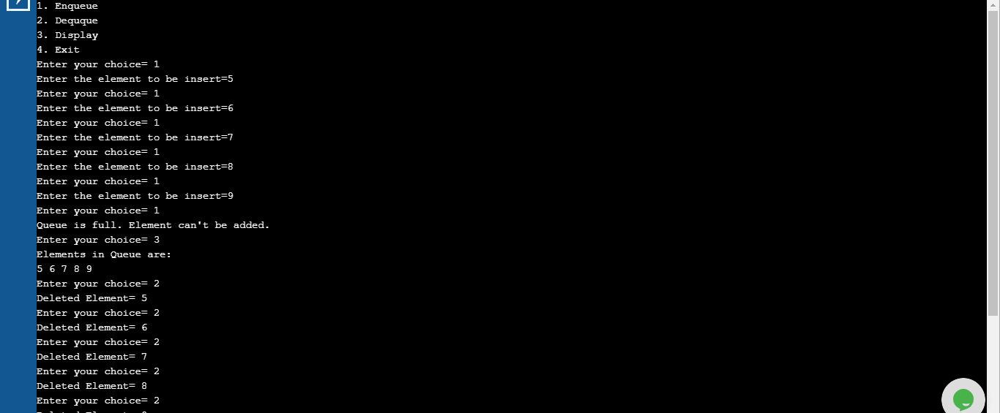 1. Enqueue
2. Dequque
3. Display
4. Exit
Enter your choice= 1
Enter the element to be insert=5
Enter your choice= 1
Enter the element to be insert=6
Enter your choice= 1
Enter the element to be insert=7
Enter your choice= 1
Enter the element to be insert=8
Enter your choice= 1
Enter the element to be insert=9
Enter your choice= 1
Queue is full. Element can't be added.
Enter your choice= 3
Elements in Queue are:
5 6 7 8 9
Enter your choice= 2
Deleted Element= 5
Enter your choice= 2
Deleted Element= 6
Enter your choice= 2
Deleted Element= 7
Enter your choice= 2
Deleted Element= 8
Enter your choice= 2